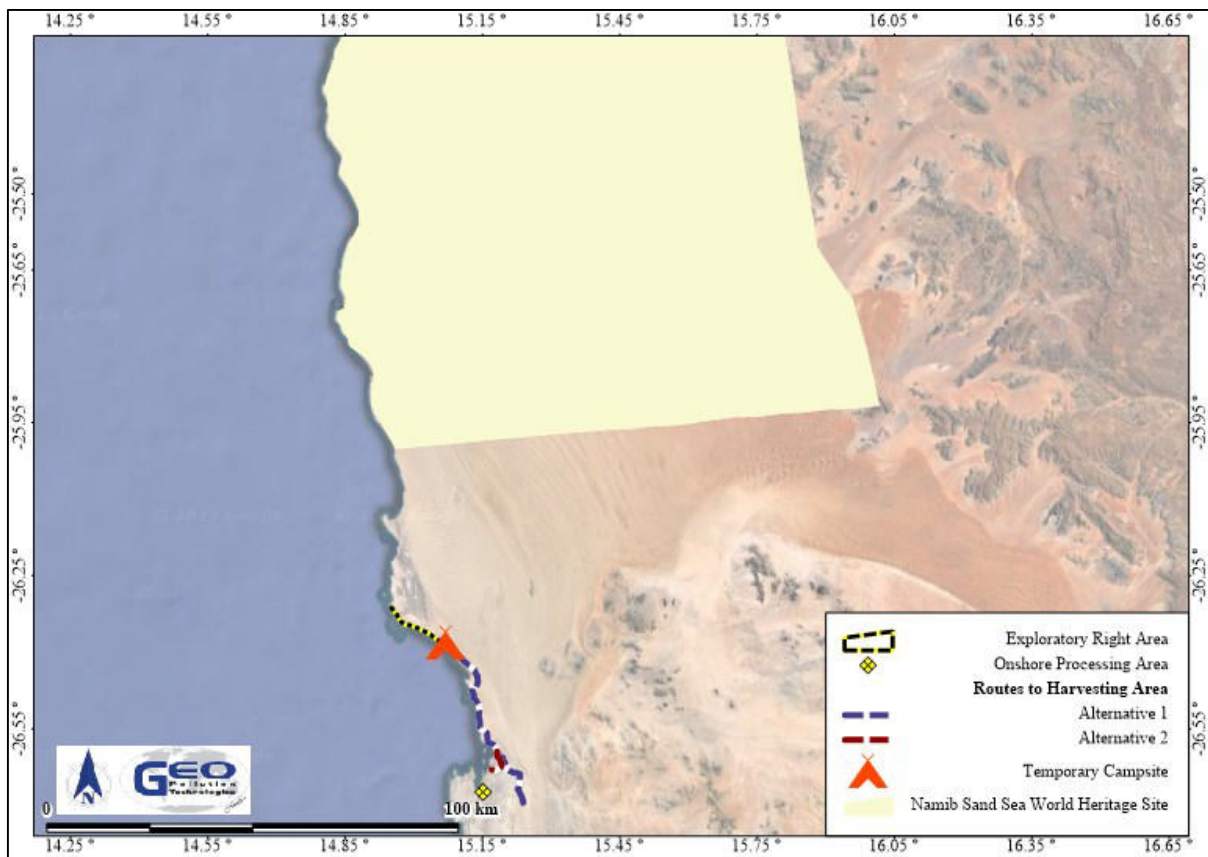 14.25 ° 14.55 ° 14.85 ° 15.15 ° 15.45 ° 15.75 ° 16.05 ° 16.35 ° 16.65 °
-25.50 ° -25.50 °
-25.65 ° -25.65 °
-25.95 ° -25.95 °
-26.25 ° -26.25 °
-26.55 ° -26.55 °
Exploratory Right Area
Onshore Processing Area
Routes to Harvesting Area
Alternative 1
Alternative 2
Temporary Campsite
Namib Sand Sea World Heritage Site
N
GEO
Pollution
Technologies
0 100 km
14.25 ° 14.55 ° 14.85 ° 15.15 ° 15.45 ° 15.75 ° 16.05 ° 16.35 ° 16.65 °